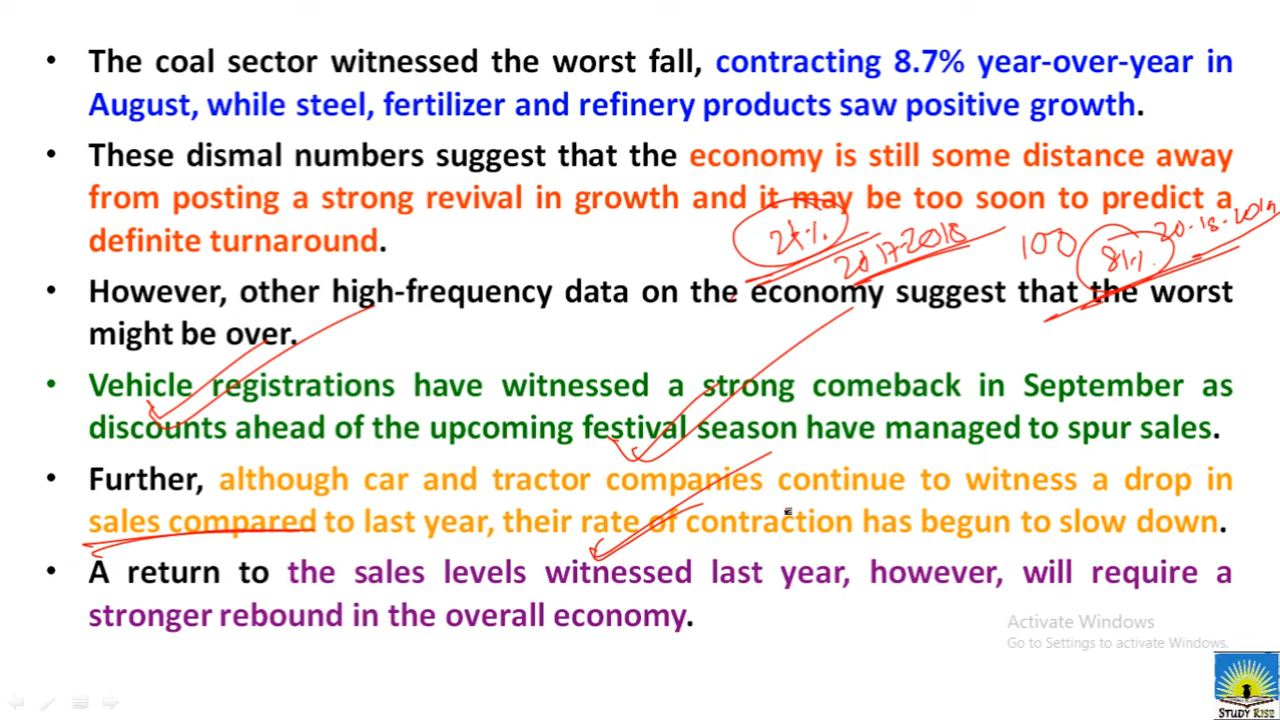 • The coal sector witnessed the worst fall, contracting 8.7% year-over-year in
August, while steel, fertilizer and refinery products saw positive growth.
• These dismal numbers suggest that the economy is still some distance away
from posting a strong revival in growth and it may be too soon to predict a
definite turnaround.
2017-2018 100 81%
• However, other high-frequency data on the economy suggest that the worst
might be over.
• Vehicle registrations have witnessed a strong comeback in September as
discounts ahead of the upcoming festival season have managed to spur sales.
• Further, although car and tractor companies continue to witness a drop in
sales compared to last year, their rate of contraction has begun to slow down.
• A return to the sales levels witnessed last year, however, will require a
stronger rebound in the overall economy.
Activate Windows
Go to Settings to activate Windows.
STUDY RISE